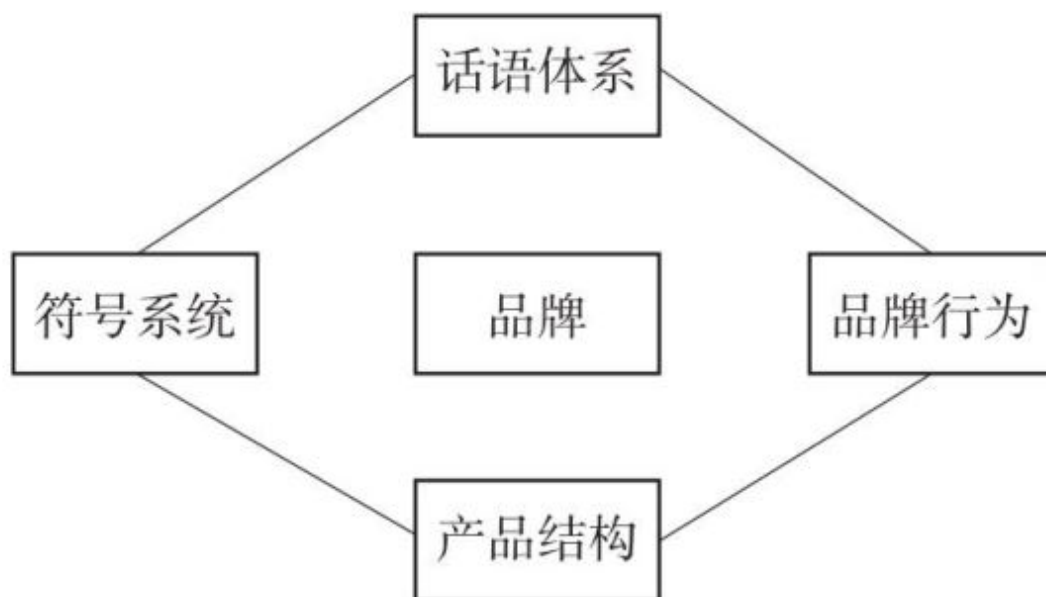 话语体系
符号系统
品牌
品牌行为
产品结构